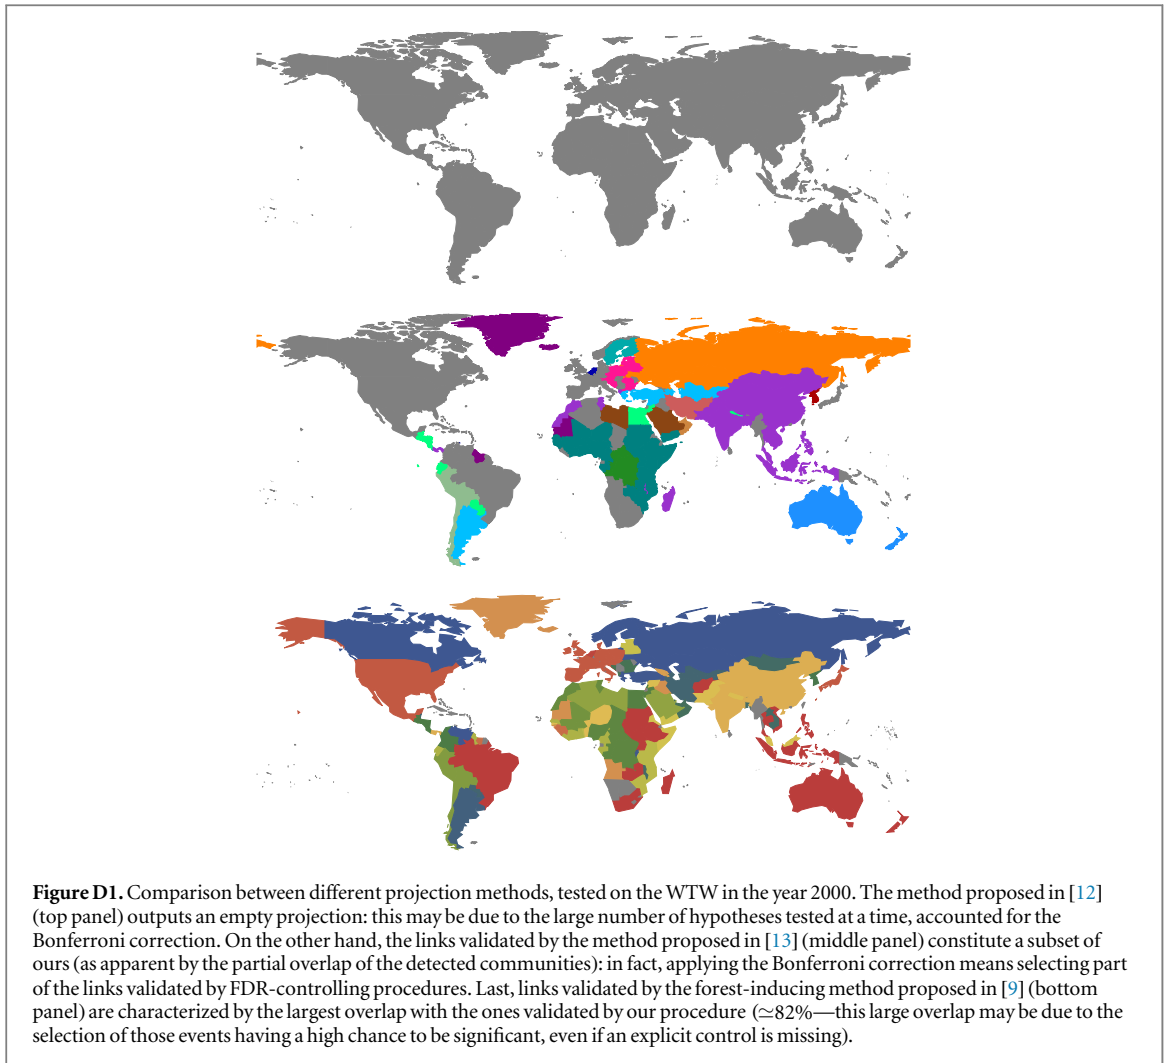 Figure D1. Comparison between different projection methods, tested on the WTW in the year 2000. The method proposed in [12]
(top panel) outputs an empty projection: this may be due to the large number of hypotheses tested at a time, accounted for the
Bonferroni correction. On the other hand, the links validated by the method proposed in [13] (middle panel) constitute a subset of
ours (as apparent by the partial overlap of the detected communities): in fact, applying the Bonferroni correction means selecting part
of the links validated by FDR-controlling procedures. Last, links validated by the forest-inducing method proposed in [9] (bottom
panel) are characterized by the largest overlap with the ones validated by our procedure (≃82%—this large overlap may be due to the
selection of those events having a high chance to be significant, even if an explicit control is missing).